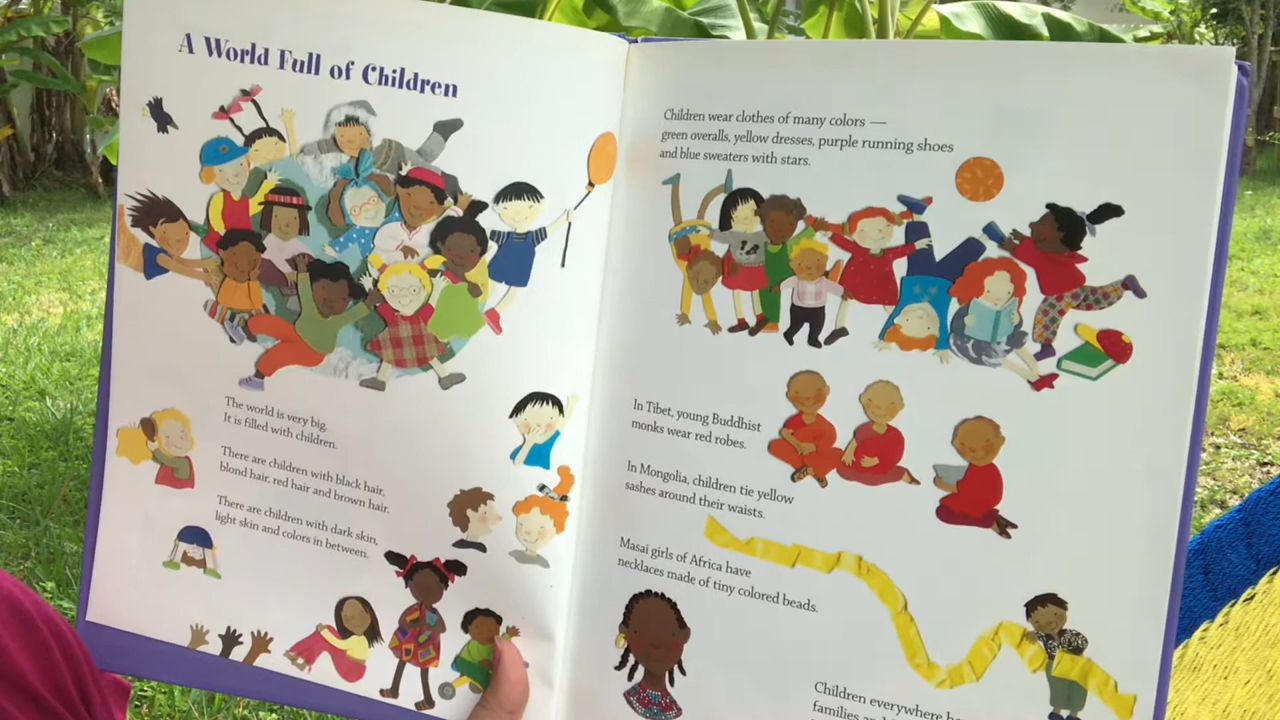 A World Full of Children
The world is very big.
It is filled with children.
There are children with black hair,
blond hair, red hair and brown hair.
There are children with dark skin,
light skin and colors in between.
Children wear clothes of many colors —
green overalls, yellow dresses, purple running shoes
and blue sweaters with stars.
In Tibet, young Buddhist
monks wear red robes.
In Mongolia, children tie yellow
sashes around their waists.
Masai girls of Africa have
necklaces made of tiny colored beads.
Children everywhere
families